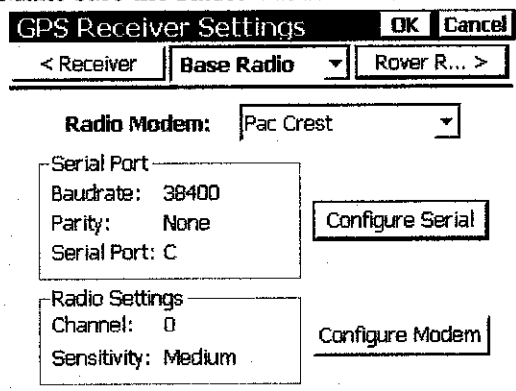 GPS Receiver Settings OK Cancel
< Receiver Base Radio Rover R... >
Radio Modem: Pac Crest
Serial Port
Baudrate: 38400
Parity: None
Serial Port: C
Configure Serial
Radio Settings
Channel: 0
Sensitivity: Medium
Configure Modem